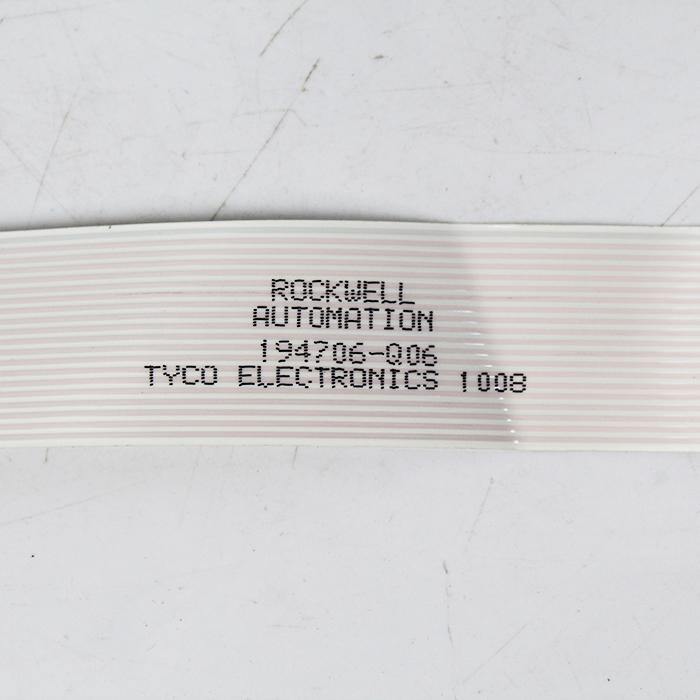 ROCKWELL
AUTOMATION
194706-Q06
TYCO ELECTRONICS 1008